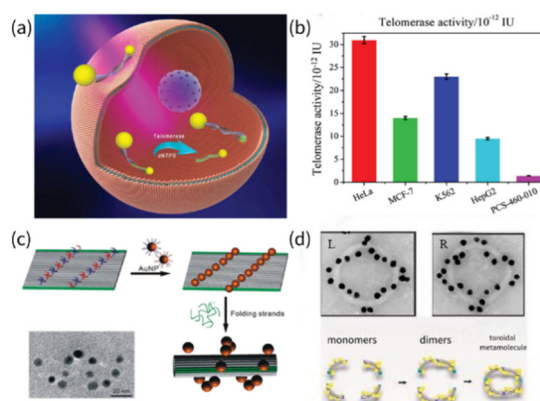 (a)
Telomerase
dNTPS
(b)
Telomerase activity/10⁻¹² IU
Telomerase activity/10⁻¹² IU
35
30
25
20
15
10
5
0
HeLa
MCF-7
K562
HepG2
PCS-460-010
(c)
AuNP
Folding strands
20 nm
(d)
L
R
monomers
dimers
toroidal
metamolecule